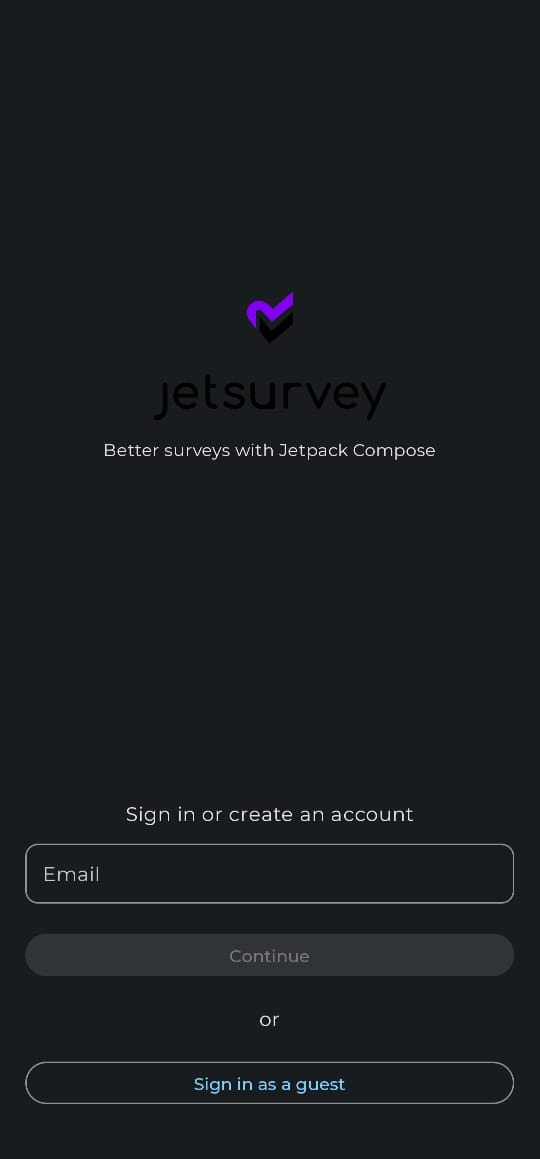 jetsurvey
Better surveys with Jetpack Compose
Sign in or create an account
Email
Continue
or
Sign in as a guest